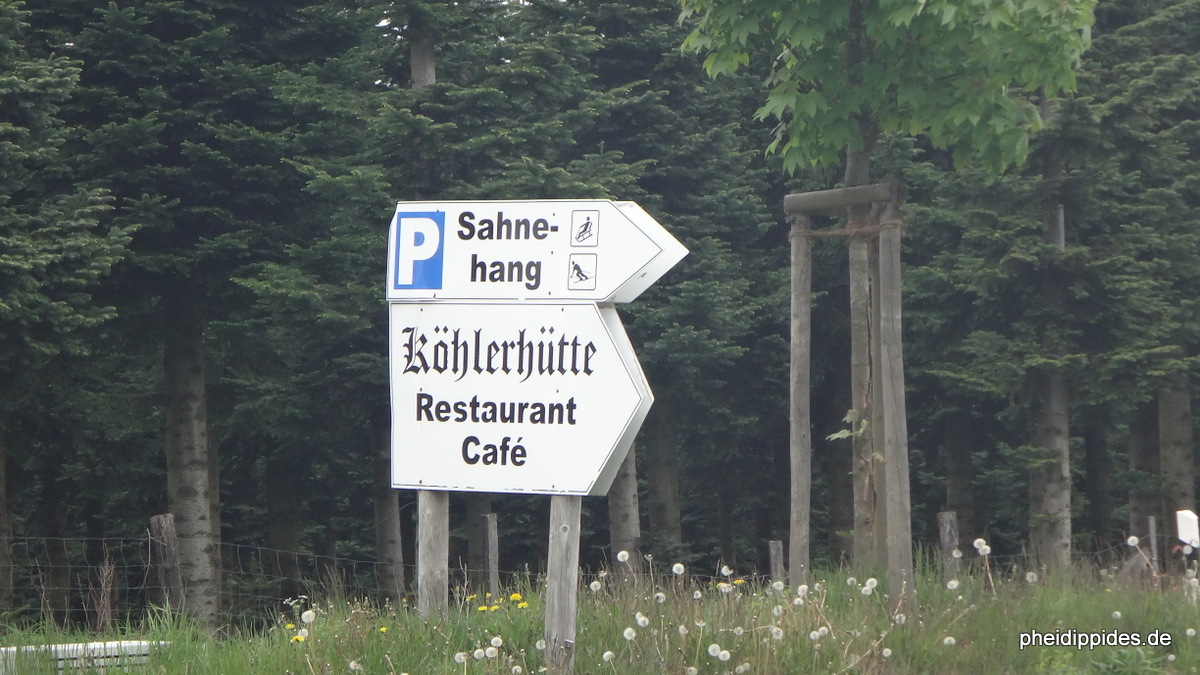 P
Sahne-
hang
Köhlerhütte
Restaurant
Café
pheidippides.de